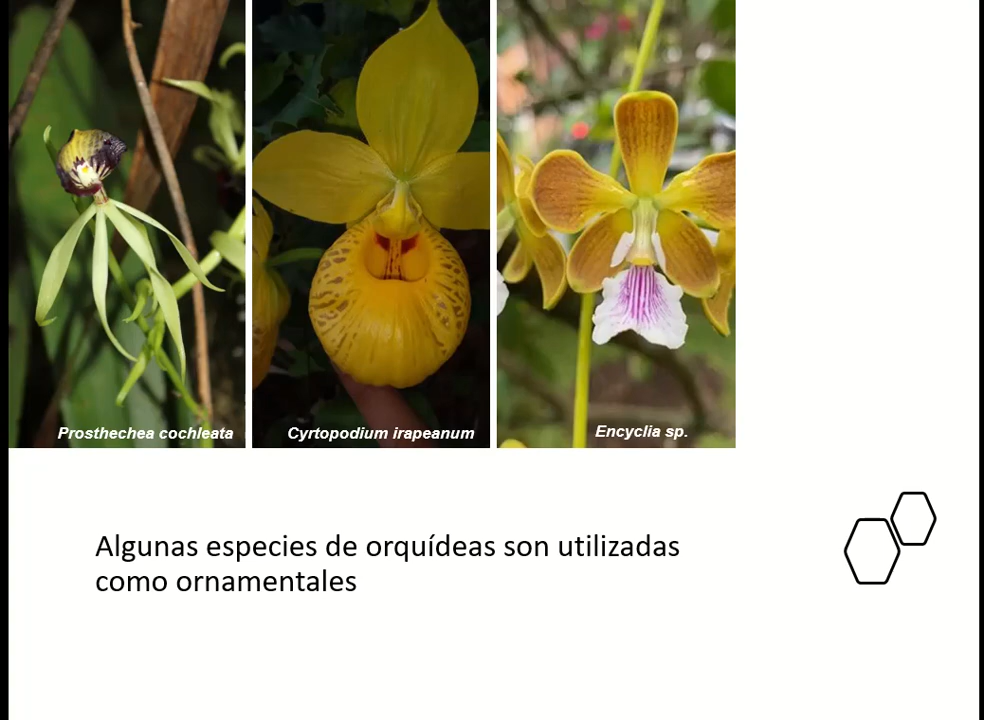 Prosthechea cochleata
Cyrtopodium irapeanum
Encyclia sp.
Algunas especies de orquídeas son utilizadas
como ornamentales